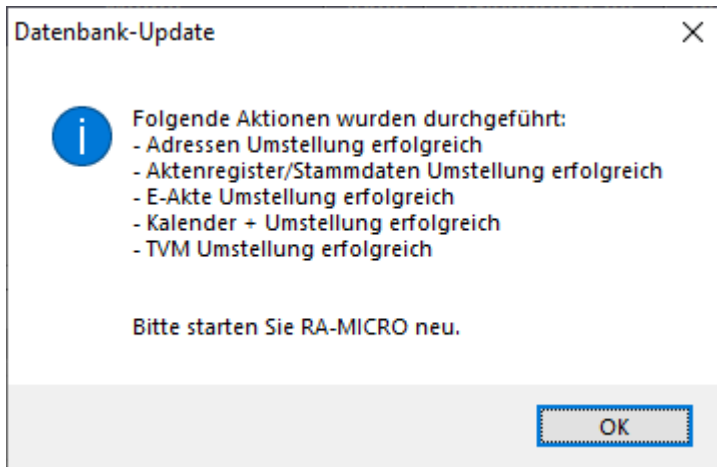 Datenbank-Update
Folgende Aktionen wurden durchgeführt:
- Adressen Umstellung erfolgreich
- Aktenregister/Stammdaten Umstellung erfolgreich
- E-Akte Umstellung erfolgreich
- Kalender + Umstellung erfolgreich
- TVM Umstellung erfolgreich
Bitte starten Sie RA-MICRO neu.
OK